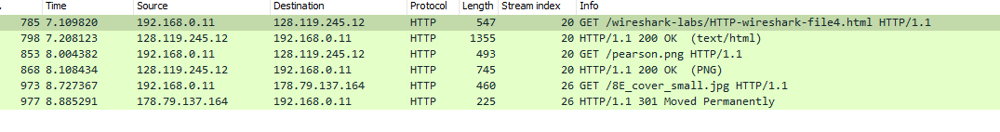 . Time Source Destination Protocol Length Stream index Info
785 7.109820 192.168.0.11 128.119.245.12 HTTP 547 20 GET /wireshark-labs/HTTP-wireshark-file4.html HTTP/1.1
798 7.208123 128.119.245.12 192.168.0.11 HTTP 1355 20 HTTP/1.1 200 OK  (text/html)
853 8.004382 192.168.0.11 128.119.245.12 HTTP 493 20 GET /pearson.png HTTP/1.1
868 8.108434 128.119.245.12 192.168.0.11 HTTP 745 20 HTTP/1.1 200 OK  (PNG)
973 8.727367 192.168.0.11 178.79.137.164 HTTP 460 26 GET /8E_cover_small.jpg HTTP/1.1
977 8.885291 178.79.137.164 192.168.0.11 HTTP 225 26 HTTP/1.1 301 Moved Permanently